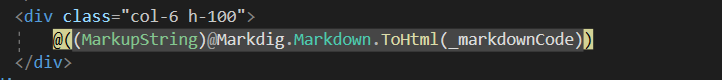 <div class="col-6 h-100">
@((MarkupString)@Markdig.Markdown.ToHtml(_markdownCode))
</div>